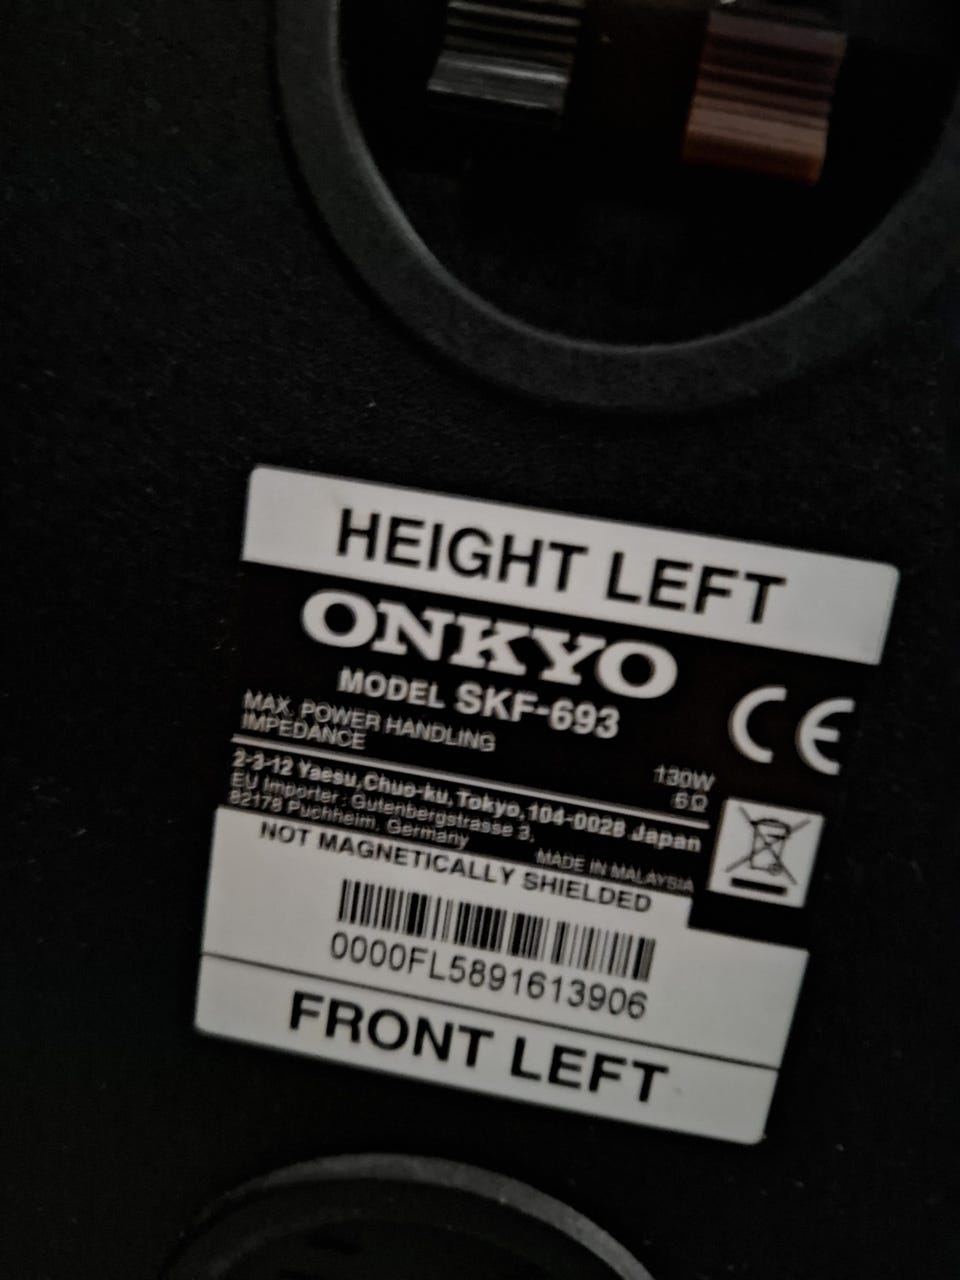 HEIGHT LEFT
ONKYO
MODEL SKF-693
MAX. POWER HANDLING 130W
IMPEDANCE 6Ω
2-3-12 Yaesu, Chuo-ku, Tokyo, 104-0028 Japan
EU Importer : Gutenbergstrasse 3,
82178 Puchheim, Germany
MADE IN MALAYSIA
NOT MAGNETICALLY SHIELDED
0000FL5891613906
FRONT LEFT
CE